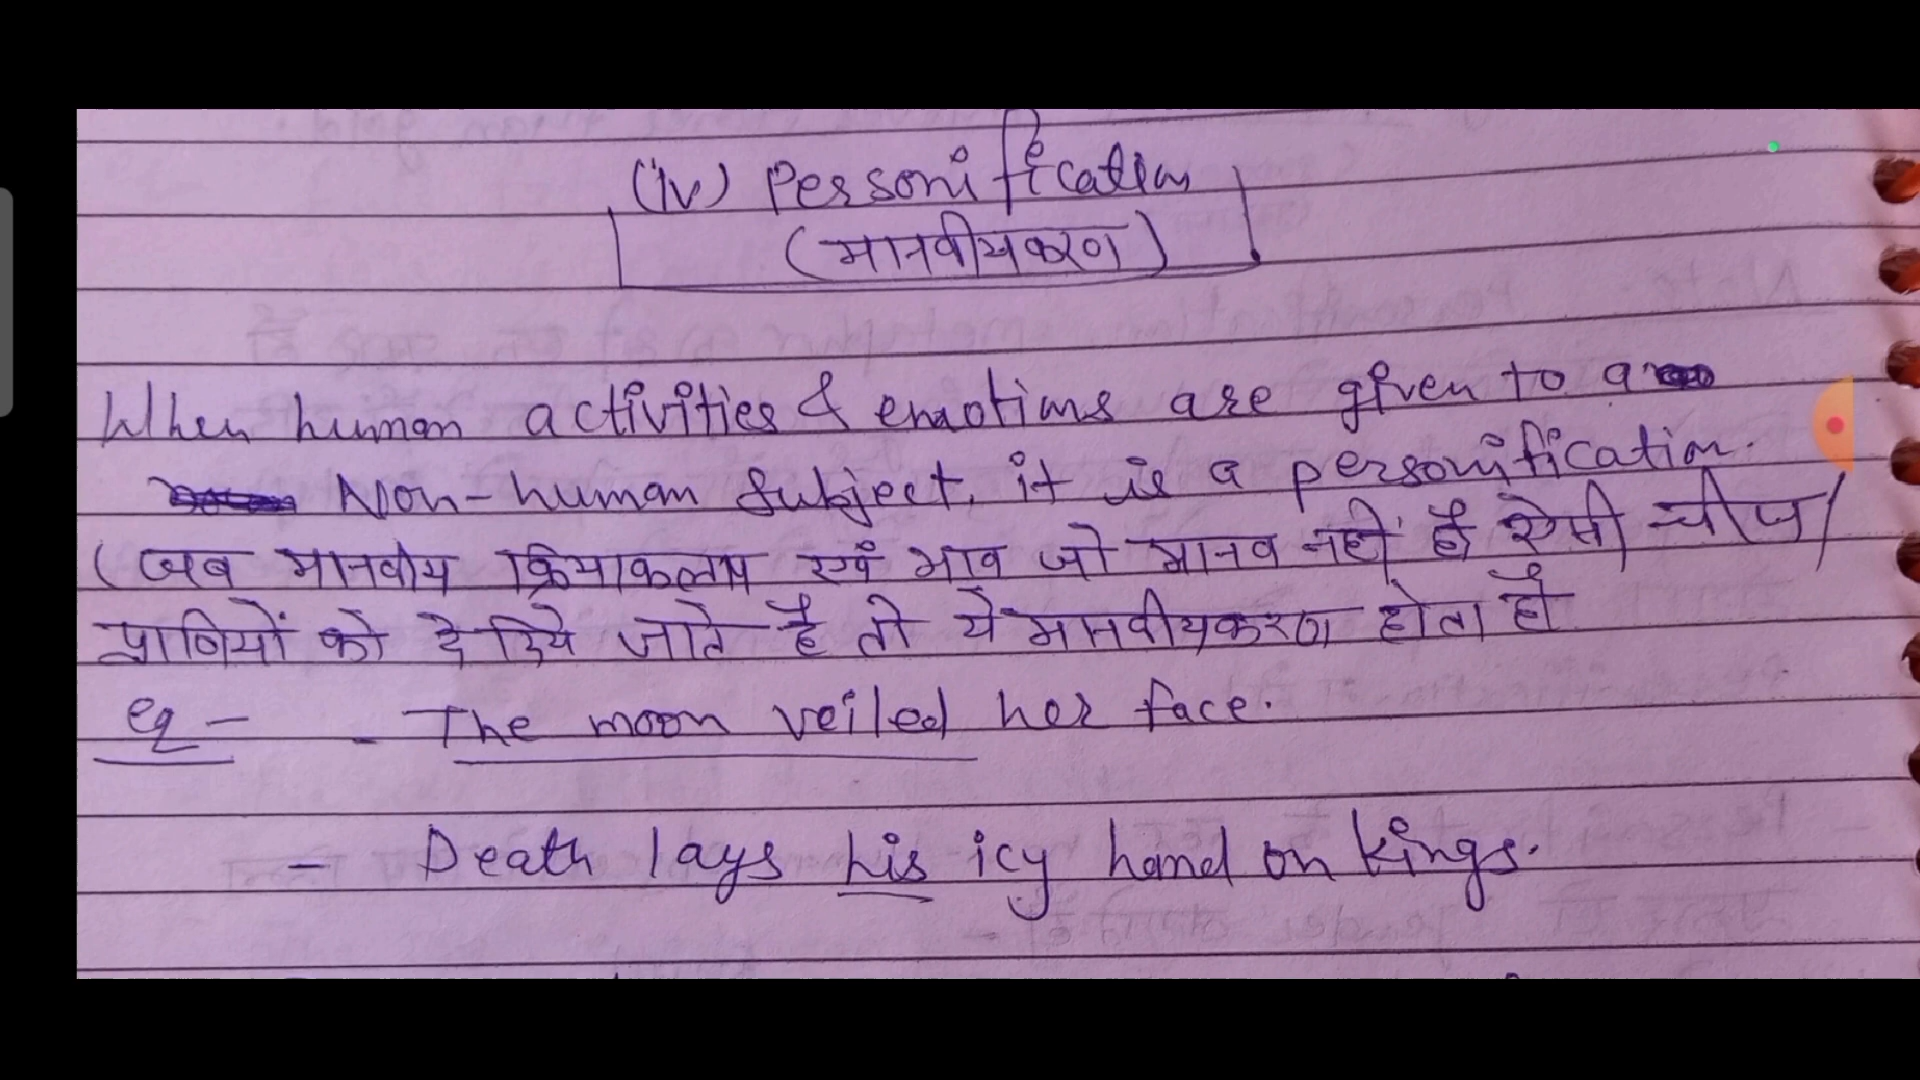 (iv) Personification
(मानवीयकरण)
When human activities & emotions are given to a
Non-human subject, it is a personification.
(जब मानवीय क्रियाकलाप एवं भाव जो मानव नहीं है ऐसी चीज/
प्राणियों को दे दिये जाते है तो ये मानवीयकरण होता है
eg - - The moon veiled her face.
- Death lays his icy hand on kings.